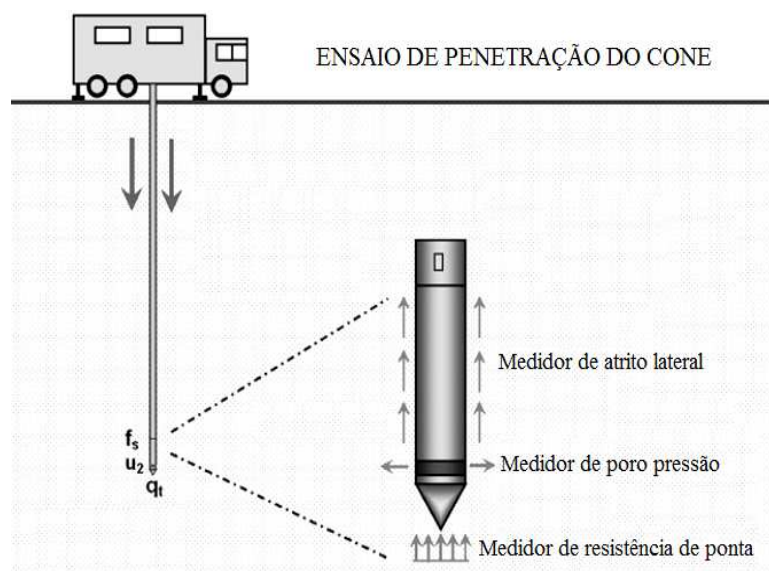 ENSAIO DE PENETRAÇÃO DO CONE
Medidor de atrito lateral
fs
u2
qt
Medidor de poro pressão
Medidor de resistência de ponta